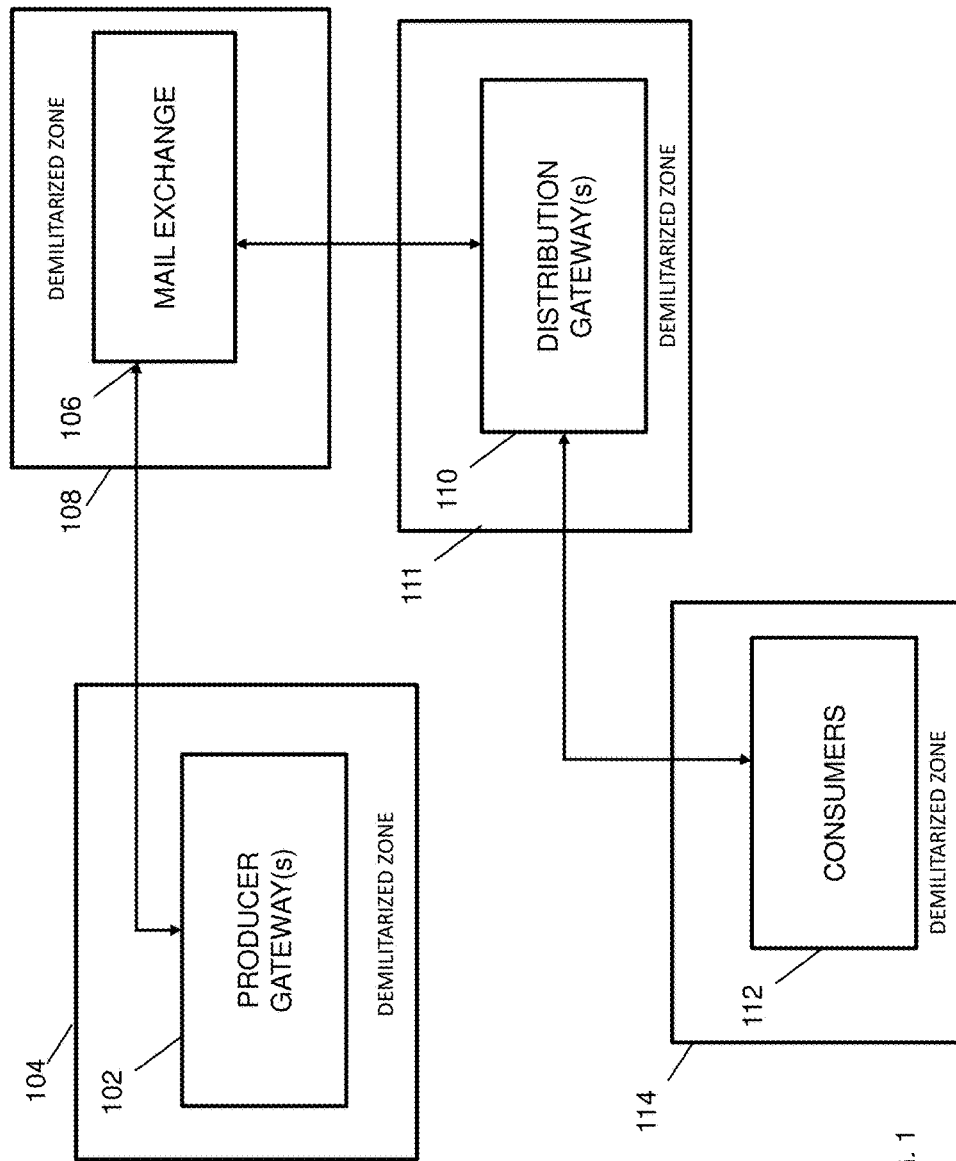 104
102
PRODUCER
GATEWAY(s)
DEMILITARIZED ZONE
108
106
MAIL EXCHANGE
DEMILITARIZED ZONE
111
110
DISTRIBUTION
GATEWAY(s)
DEMILITARIZED ZONE
114
112
CONSUMERS
DEMILITARIZED ZONE
1